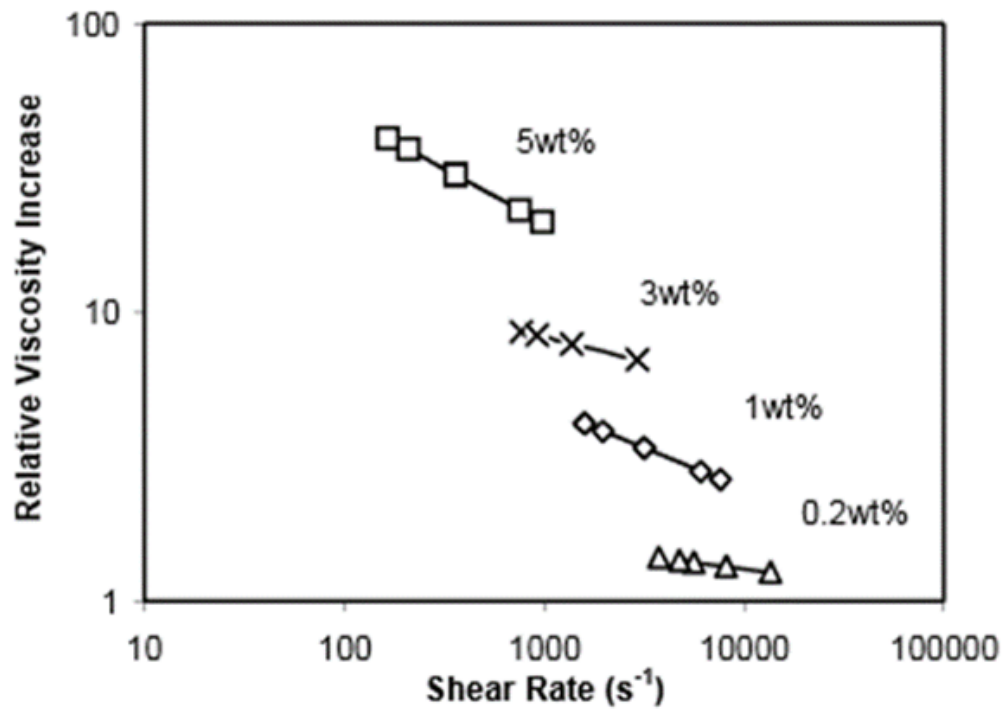 100
5wt%
3wt%
10
1wt%
0.2wt%
1
Relative Viscosity Increase
10 100 1000 10000 100000
Shear Rate (s⁻¹)